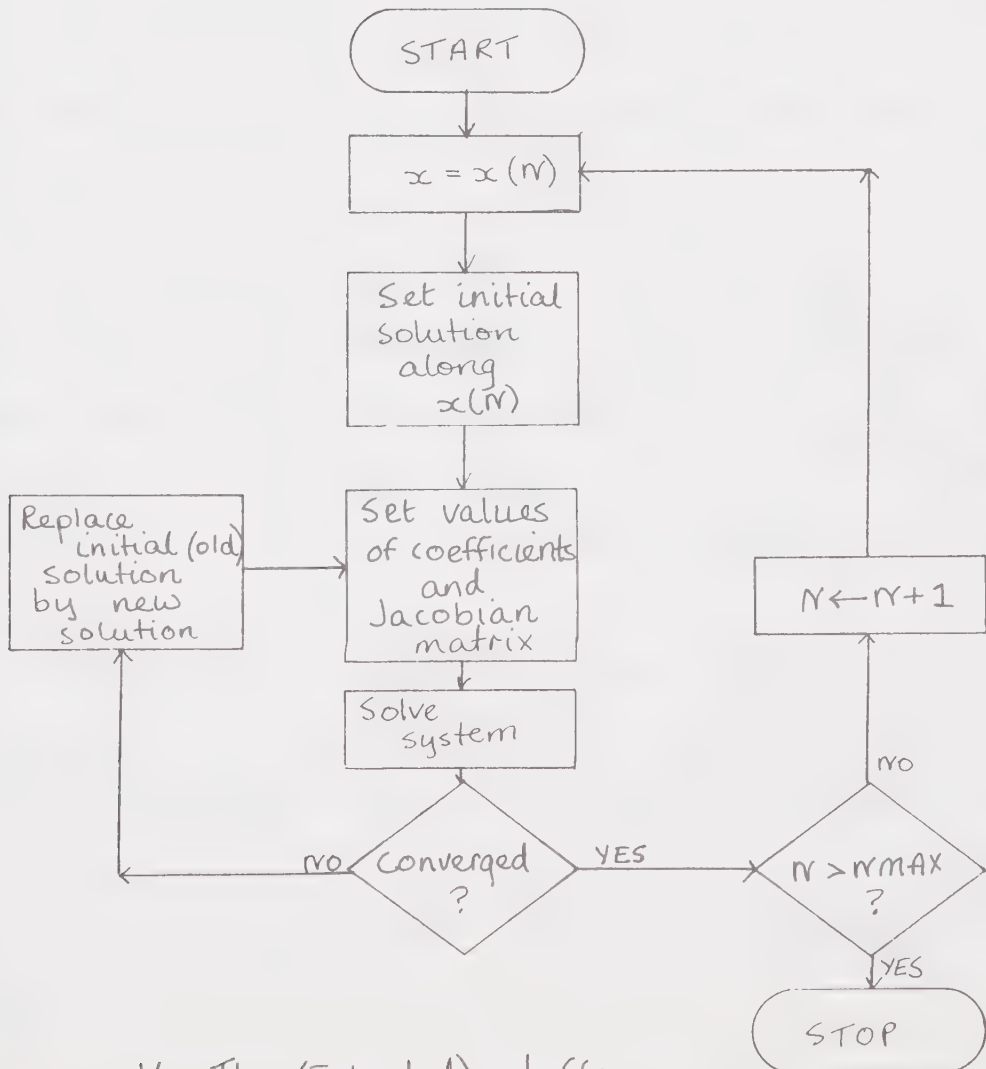 START
x = x(N)
Set initial
solution
along
x(N)
Replace
initial (old)
solution
by new
solution
Set values
of coefficients
and
Jacobian
matrix
N←N+1
Solve
system
NO
converged
?
YES
NO
N > NMAX
?
YES
STOP